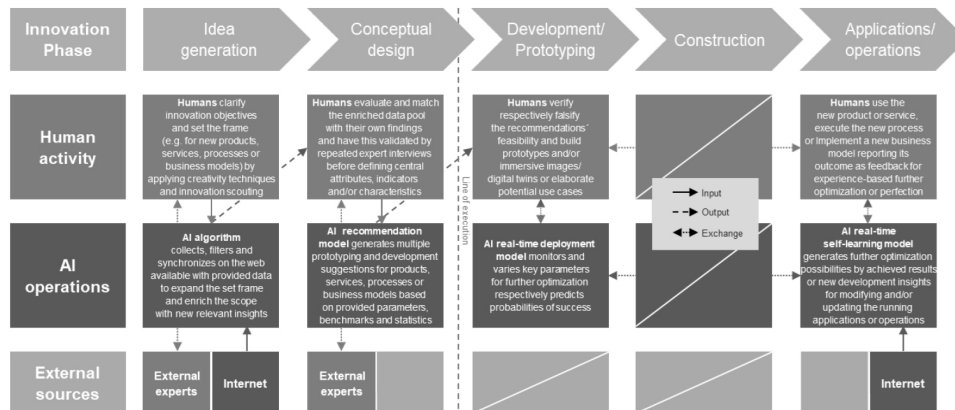 Innovation
Phase
Idea
generation
Conceptual
design
Development/
Prototyping
Construction
Applications/
operations
Human
activity
Humans clarify
innovation objectives
and set the frame
(e.g. for new products,
services, processes or
business models) by
applying creativity techniques
and innovation scouting
Humans evaluate and match
the enriched data pool
with their own findings
and have this validated by
repeated expert interviews
before defining central
attributes, indicators
and/or characteristics
Line of execution
Humans verify
respectively falsify
the recommendations´
feasibility and build
prototypes and/or
immersive images/
digital twins or elaborate
potential use cases
Humans use the
new product or service,
execute the new process
or Implement a new business
model reporting its
outcome as feedback for
experience-based further
optimization or perfection
Input
Output
Exchange
AI
operations
AI algorithm
collects, filters and
synchronizes on the web
available with provided data
to expand the set frame
and enrich the scope
with new relevant insights
AI recommendation
model generates multiple
prototyping and development
suggestions for products,
services, processes or
business models based
on provided parameters,
benchmarks and statistics
AI real-time deployment
model monitors and
varies key parameters
for further optimization
respectively predicts
probabilities of success
AI real-time
self-learning model
generates further optimization
possibilities by achieved results
or new development insights
for modifying and/or
updating the running
applications or operations
External
sources
External
experts
Internet
External
experts
Internet